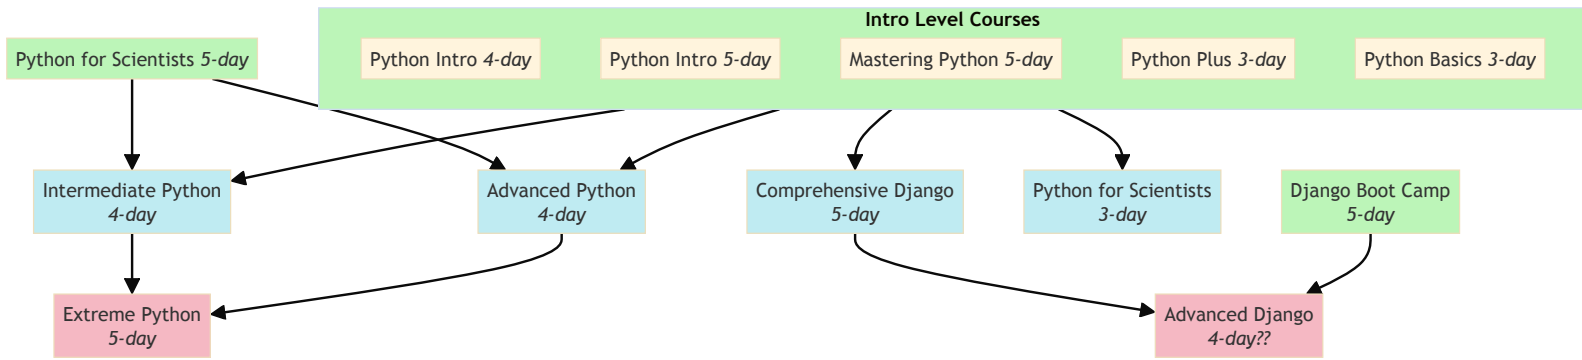 Intro Level Courses
Python for Scientists 5-day
Python Intro 4-day
Python Intro 5-day
Mastering Python 5-day
Python Plus 3-day
Python Basics 3-day
Intermediate Python
4-day
Advanced Python
4-day
Comprehensive Django
5-day
Python for Scientists
3-day
Django Boot Camp
5-day
Extreme Python
5-day
Advanced Django
4-day??